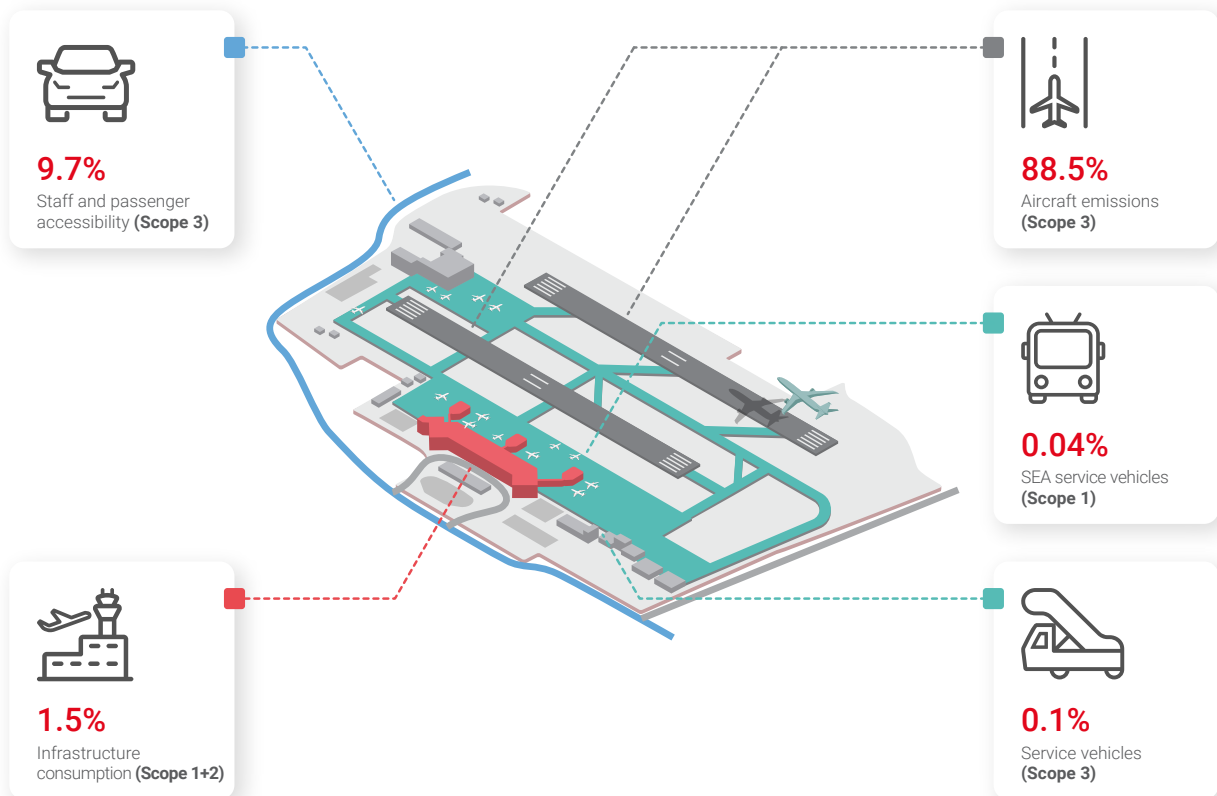 9.7%
Staff and passenger
accessibility (Scope 3)
88.5%
Aircraft emissions
(Scope 3)
0.04%
SEA service vehicles
(Scope 1)
1.5%
Infrastructure
consumption (Scope 1+2)
0.1%
Service vehicles
(Scope 3)